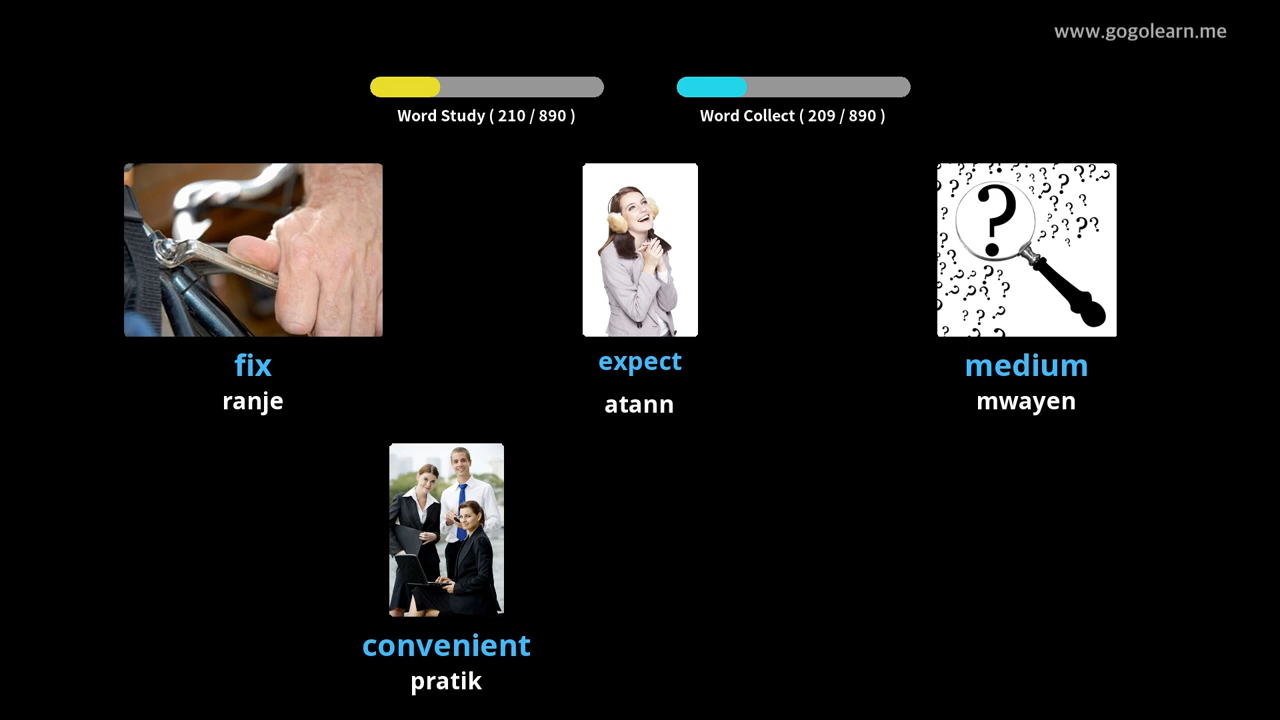 www.gogolearn.me
Word Study ( 210 / 890 )
Word Collect ( 209 / 890 )
fix
ranje
expect
atann
medium
mwayen
convenient
pratik